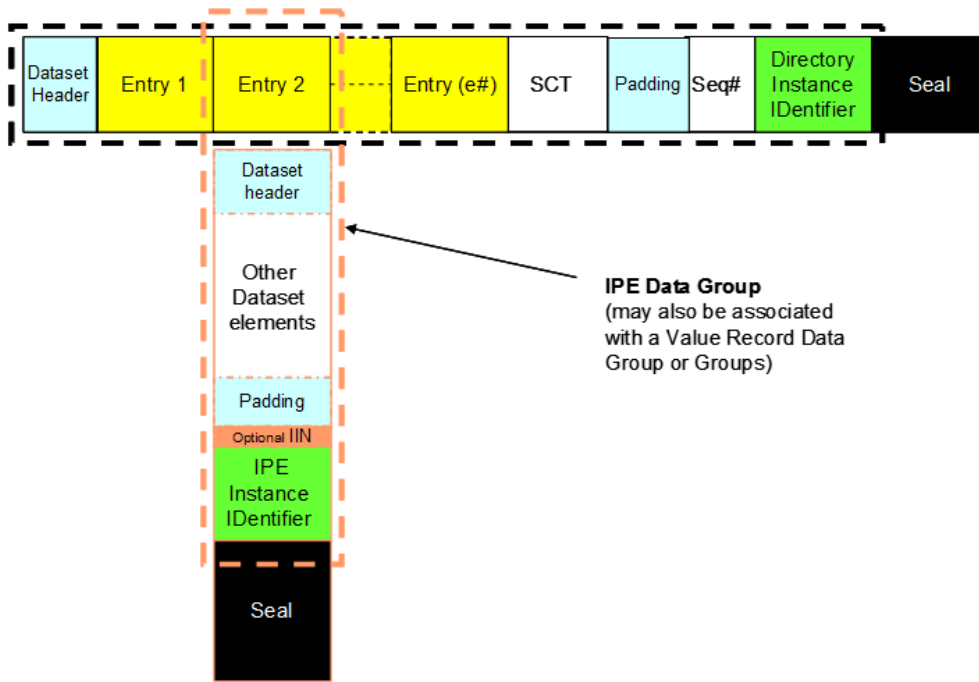 Dataset
Header
Entry 1
Entry 2
Entry (e#)
SCT
Padding
Seq#
Directory
Instance
IDentifier
Seal
Dataset
header
Other
Dataset
elements
Padding
Optional IIN
IPE
Instance
IDentifier
Seal
IPE Data Group
(may also be associated
with a Value Record Data
Group or Groups)